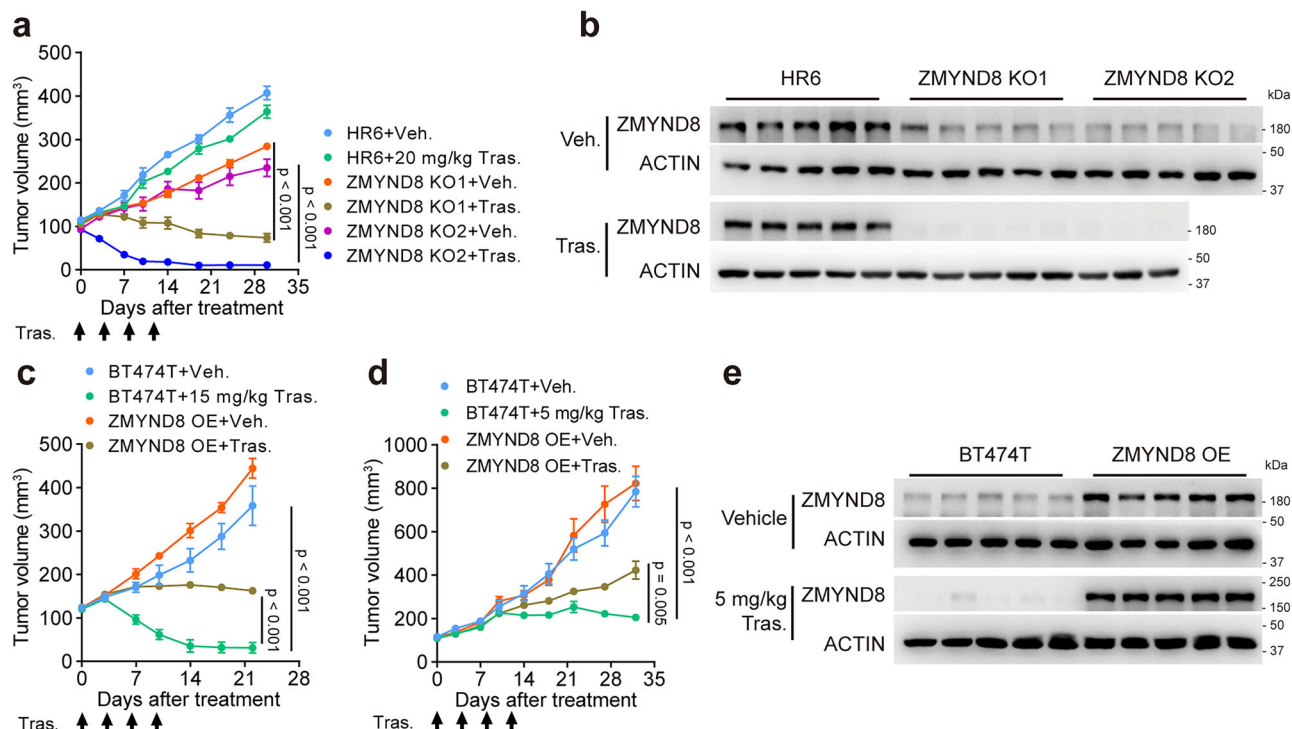 a
Tumor volume (mm³)
500
400
300
200
100
0
0 7 14 21 28 35
Days after treatment
Tras.
HR6+Veh.
HR6+20 mg/kg Tras.
ZMYND8 KO1+Veh.
ZMYND8 KO1+Tras.
ZMYND8 KO2+Veh.
ZMYND8 KO2+Tras.
p < 0.001
p < 0.001
b
HR6 ZMYND8 KO1 ZMYND8 KO2
kDa
Veh.
ZMYND8
- 180
- 50
ACTIN
- 37
Tras.
ZMYND8
- 180
- 50
ACTIN
- 37
c
BT474T+Veh.
BT474T+15 mg/kg Tras.
ZMYND8 OE+Veh.
ZMYND8 OE+Tras.
Tumor volume (mm³)
500
400
300
200
100
0
0 7 14 21 28
Days after treatment
Tras.
p < 0.001
p < 0.001
d
BT474T+Veh.
BT474T+5 mg/kg Tras.
ZMYND8 OE+Veh.
ZMYND8 OE+Tras.
Tumor volume (mm³)
1000
800
600
400
200
0
0 7 14 21 28 35
Days after treatment
Tras.
p = 0.005
p < 0.001
e
BT474T ZMYND8 OE
kDa
Vehicle
ZMYND8
- 180
- 50
ACTIN
- 37
5 mg/kg
Tras.
ZMYND8
- 250
- 150
- 50
ACTIN
- 37